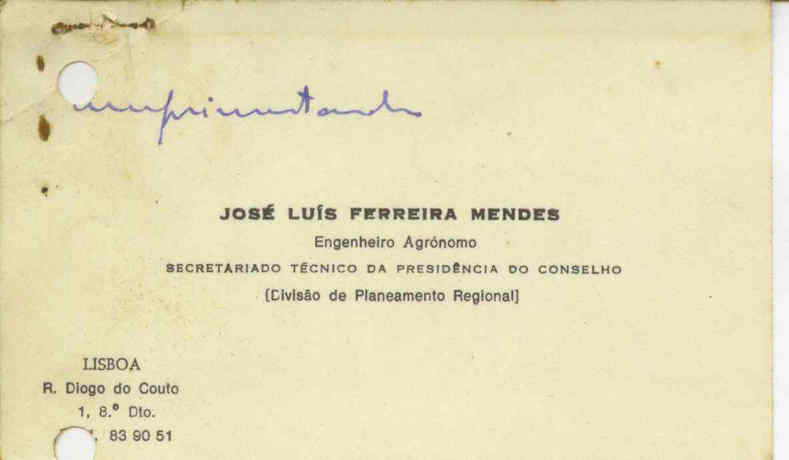 cumprimentando
JOSÉ LUÍS FERREIRA MENDES
Engenheiro Agrónomo
SECRETARIADO TÉCNICO DA PRESIDÊNCIA DO CONSELHO
(Divisão de Planeamento Regional)
LISBOA
R. Diogo do Couto
1, 8.º Dto.
83 90 51